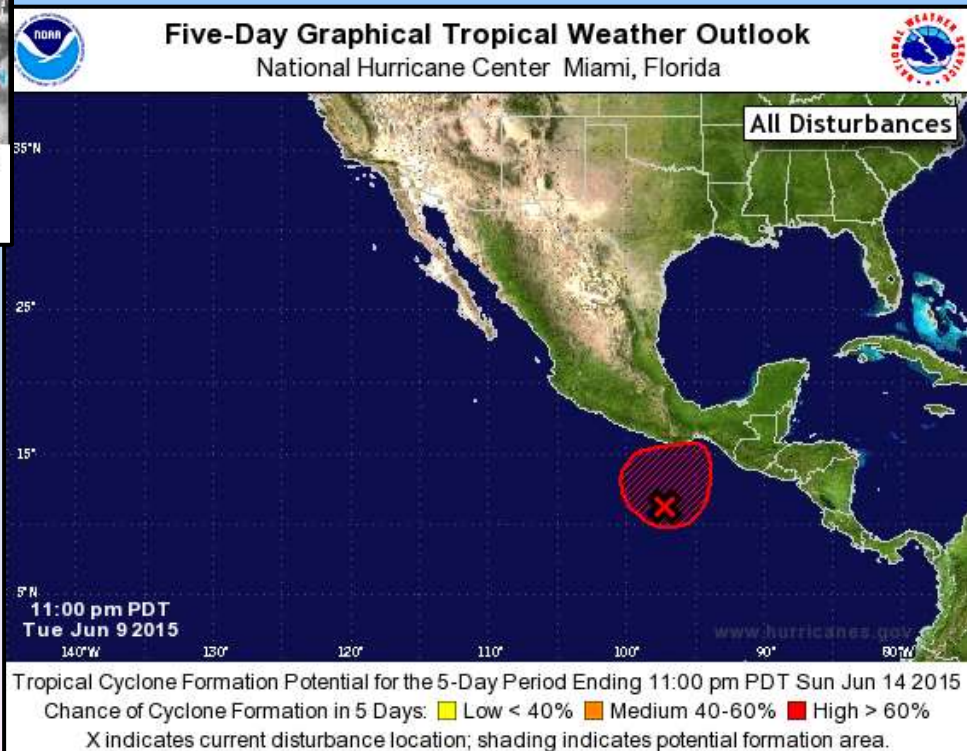 Five-Day Graphical Tropical Weather Outlook
National Hurricane Center Miami, Florida
NOAA
NATIONAL WEATHER SERVICE
All Disturbances
35°N
25°
15°
5°N
11:00 pm PDT
Tue Jun 9 2015
www.hurricanes.gov
140°W 130° 120° 110° 100° 90° 80°W
Tropical Cyclone Formation Potential for the 5-Day Period Ending 11:00 pm PDT Sun Jun 14 2015
Chance of Cyclone Formation in 5 Days: Low < 40% Medium 40-60% High > 60%
X indicates current disturbance location; shading indicates potential formation area.